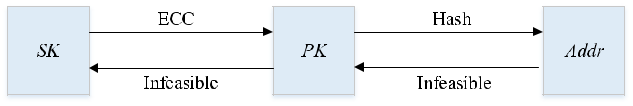 ECC
Hash
SK
PK
Addr
Infeasible
Infeasible